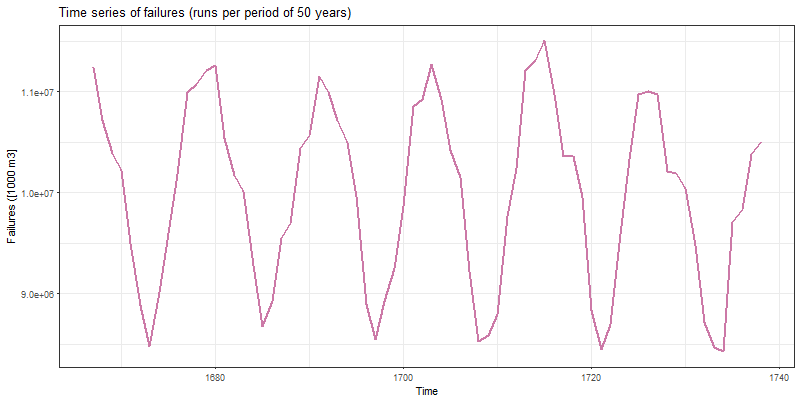 Time series of failures (runs per period of 50 years)
Failures ([1000 m3]
1.1e+07
1.0e+07
9.0e+06
1680
1700
1720
1740
Time